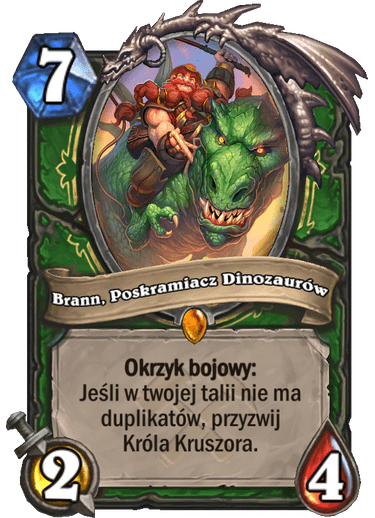 7
Brann, Poskramiacz Dinozaurów
Okrzyk bojowy:
Jeśli w twojej talii nie ma
duplikatów, przyzwij
Króla Kruszora.
2
4